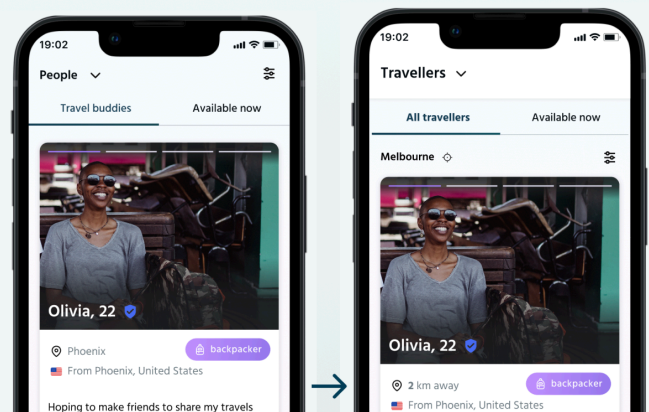 19:02
People
Travel buddies
Available now
Olivia, 22
Phoenix
backpacker
From Phoenix, United States
Hoping to make friends to share my travels
19:02
Travellers
All travellers
Available now
Melbourne
Olivia, 22
2 km away
backpacker
From Phoenix, United States